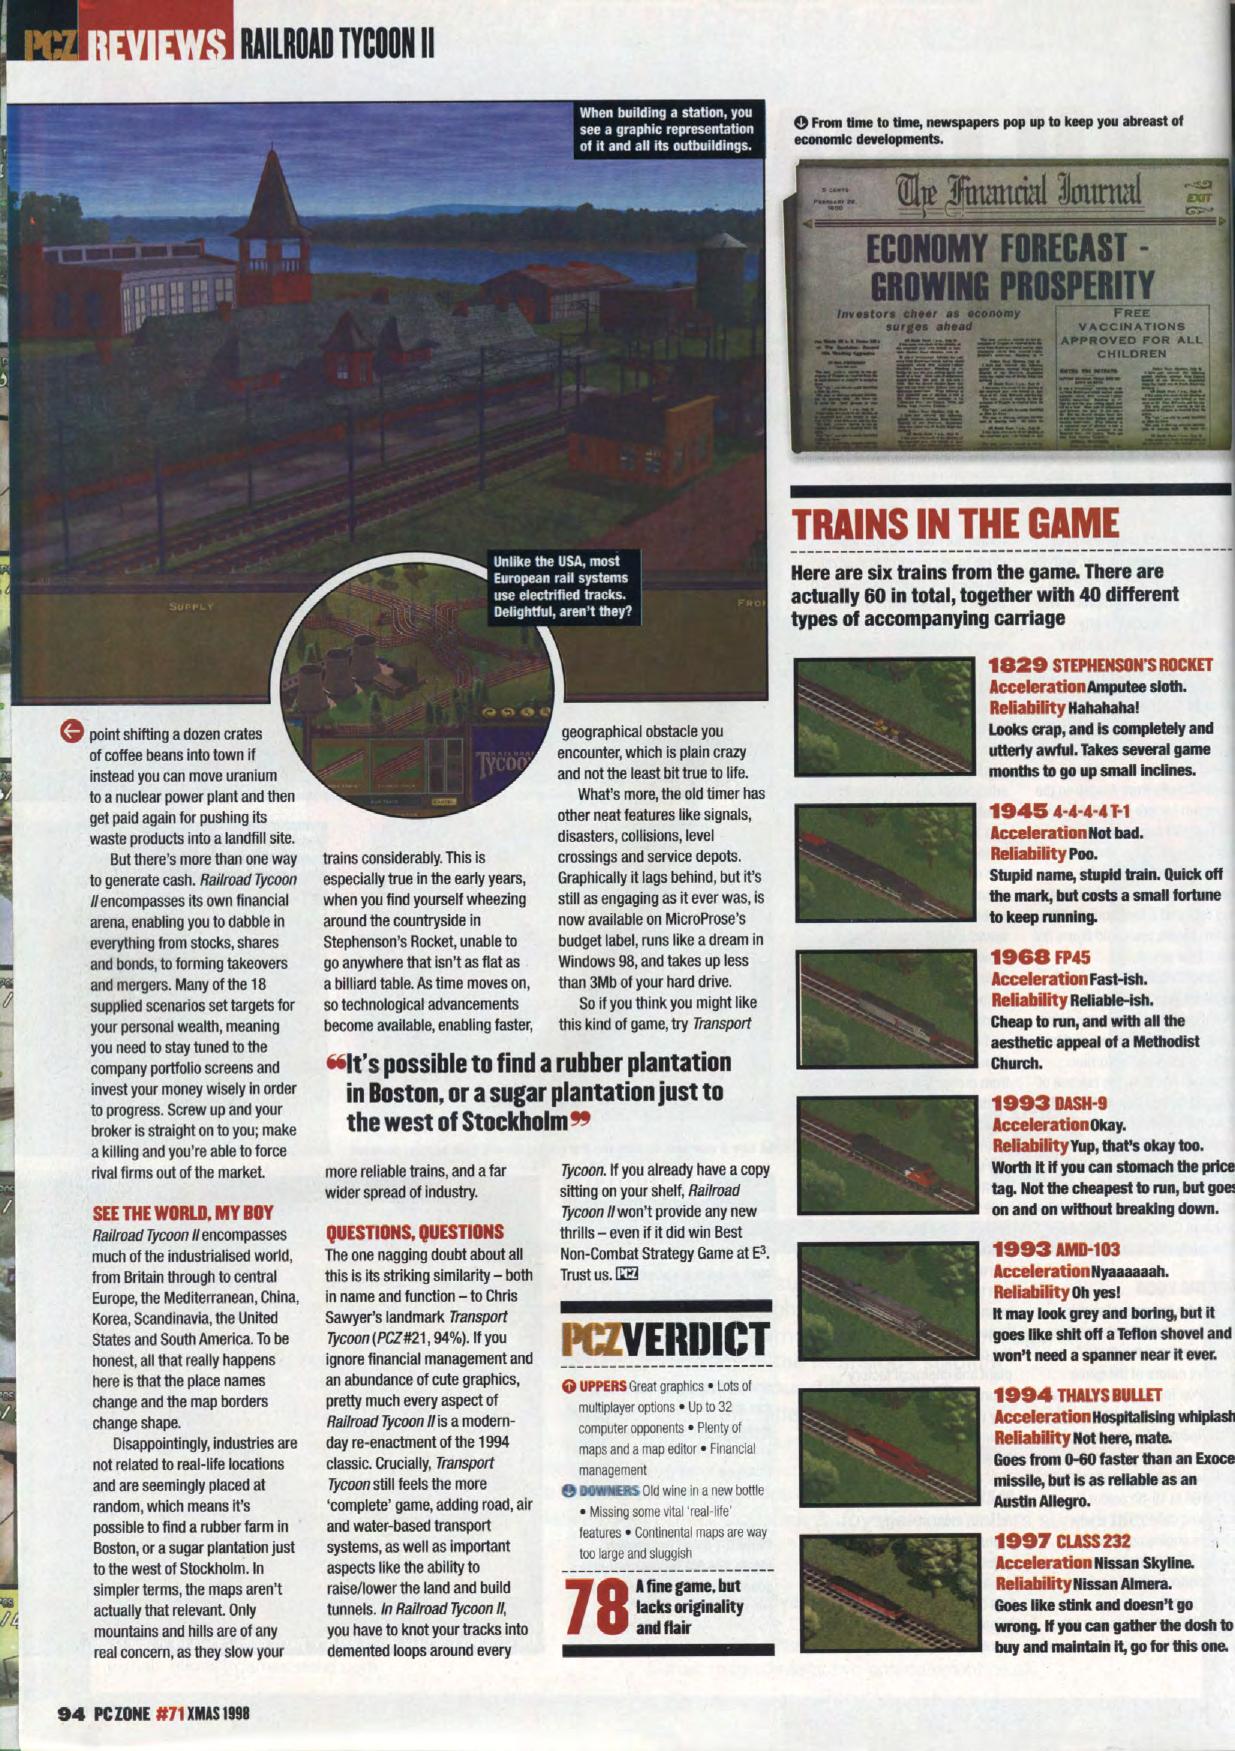 PCZ REVIEWS RAILROAD TYCOON II
When building a station, you
see a graphic representation
of it and all its outbuildings.
Unlike the USA, most
European rail systems
use electrified tracks.
Delightful, aren't they?
SUPPLY
TYCOON
point shifting a dozen crates
of coffee beans into town if
instead you can move uranium
to a nuclear power plant and then
get paid again for pushing its
waste products into a landfill site.
But there's more than one way
to generate cash. Railroad Tycoon
II encompasses its own financial
arena, enabling you to dabble in
everything from stocks, shares
and bonds, to forming takeovers
and mergers. Many of the 18
supplied scenarios set targets for
your personal wealth, meaning
you need to stay tuned to the
company portfolio screens and
invest your money wisely in order
to progress. Screw up and your
broker is straight on to you; make
a killing and you're able to force
rival firms out of the market.
SEE THE WORLD, MY BOY
Railroad Tycoon II encompasses
much of the industrialised world,
from Britain through to central
Europe, the Mediterranean, China,
Korea, Scandinavia, the United
States and South America. To be
honest, all that really happens
here is that the place names
change and the map borders
change shape.
Disappointingly, industries are
not related to real-life locations
and are seemingly placed at
random, which means it's
possible to find a rubber farm in
Boston, or a sugar plantation just
to the west of Stockholm. In
simpler terms, the maps aren't
actually that relevant. Only
mountains and hills are of any
real concern, as they slow your
trains considerably. This is
especially true in the early years,
when you find yourself wheezing
around the countryside in
Stephenson's Rocket, unable to
go anywhere that isn't as flat as
a billiard table. As time moves on,
so technological advancements
become available, enabling faster,
more reliable trains, and a far
wider spread of industry.
QUESTIONS, QUESTIONS
The one nagging doubt about all
this is its striking similarity – both
in name and function – to Chris
Sawyer's landmark Transport
Tycoon (PCZ #21, 94%). If you
ignore financial management and
an abundance of cute graphics,
pretty much every aspect of
Railroad Tycoon II is a modern-
day re-enactment of the 1994
classic. Crucially, Transport
Tycoon still feels the more
'complete' game, adding road, air
and water-based transport
systems, as well as important
aspects like the ability to
raise/lower the land and build
tunnels. In Railroad Tycoon II,
you have to knot your tracks into
demented loops around every
geographical obstacle you
encounter, which is plain crazy
and not the least bit true to life.
What's more, the old timer has
other neat features like signals,
disasters, collisions, level
crossings and service depots.
Graphically it lags behind, but it's
still as engaging as it ever was, is
now available on MicroProse's
budget label, runs like a dream in
Windows 98, and takes up less
than 3Mb of your hard drive.
So if you think you might like
this kind of game, try Transport
Tycoon. If you already have a copy
sitting on your shelf, Railroad
Tycoon II won't provide any new
thrills – even if it did win Best
Non-Combat Strategy Game at E³.
Trust us. PCZ
“It's possible to find a rubber plantation
in Boston, or a sugar plantation just to
the west of Stockholm”
PCZ VERDICT
UPPERS Great graphics • Lots of
multiplayer options • Up to 32
computer opponents • Plenty of
maps and a map editor • Financial
management
DOWNERS Old wine in a new bottle
• Missing some vital 'real-life'
features • Continental maps are way
too large and sluggish
78 A fine game, but
lacks originality
and flair
From time to time, newspapers pop up to keep you abreast of
economic developments.
5 CENTS
The Financial Journal
EXIT
ECONOMY FORECAST -
GROWING PROSPERITY
Investors cheer as economy
surges ahead
FREE
VACCINATIONS
APPROVED FOR ALL
CHILDREN
TRAINS IN THE GAME
Here are six trains from the game. There are
actually 60 in total, together with 40 different
types of accompanying carriage
1829 STEPHENSON'S ROCKET
Acceleration Amputee sloth.
Reliability Hahahaha!
Looks crap, and is completely and
utterly awful. Takes several game
months to go up small inclines.
1945 4-4-4-4 T-1
Acceleration Not bad.
Reliability Poo.
Stupid name, stupid train. Quick off
the mark, but costs a small fortune
to keep running.
1968 FP45
Acceleration Fast-ish.
Reliability Reliable-ish.
Cheap to run, and with all the
aesthetic appeal of a Methodist
Church.
1993 DASH-9
Acceleration Okay.
Reliability Yup, that's okay too.
Worth it if you can stomach the price
tag. Not the cheapest to run, but goes
on and on without breaking down.
1993 AMD-103
Acceleration Nyaaaaaah.
Reliability Oh yes!
It may look grey and boring, but it
goes like shit off a Teflon shovel and
won't need a spanner near it ever.
1994 THALYS BULLET
Acceleration Hospitalising whiplash
Reliability Not here, mate.
Goes from 0-60 faster than an Exoce
missile, but is as reliable as an
Austin Allegro.
1997 CLASS 232
Acceleration Nissan Skyline.
Reliability Nissan Almera.
Goes like stink and doesn't go
wrong. If you can gather the dosh to
buy and maintain it, go for this one.
94 PC ZONE #71 XMAS 1998